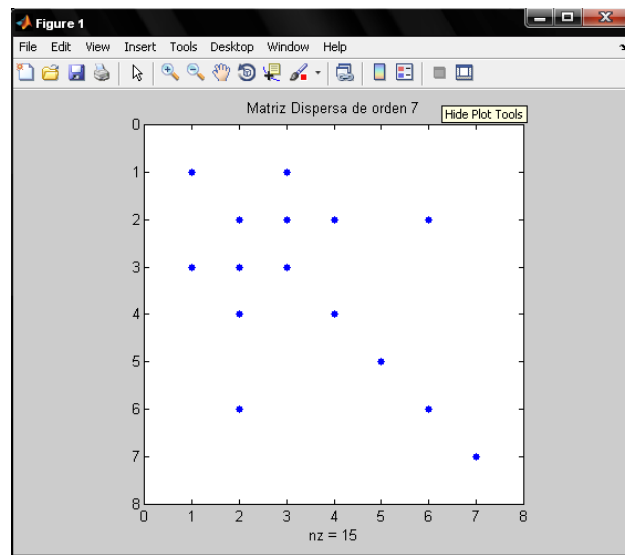 Figure 1
File Edit View Insert Tools Desktop Window Help
Matriz Dispersa de orden 7
Hide Plot Tools
0
1
2
3
4
5
6
7
8
0 1 2 3 4 5 6 7 8
nz = 15